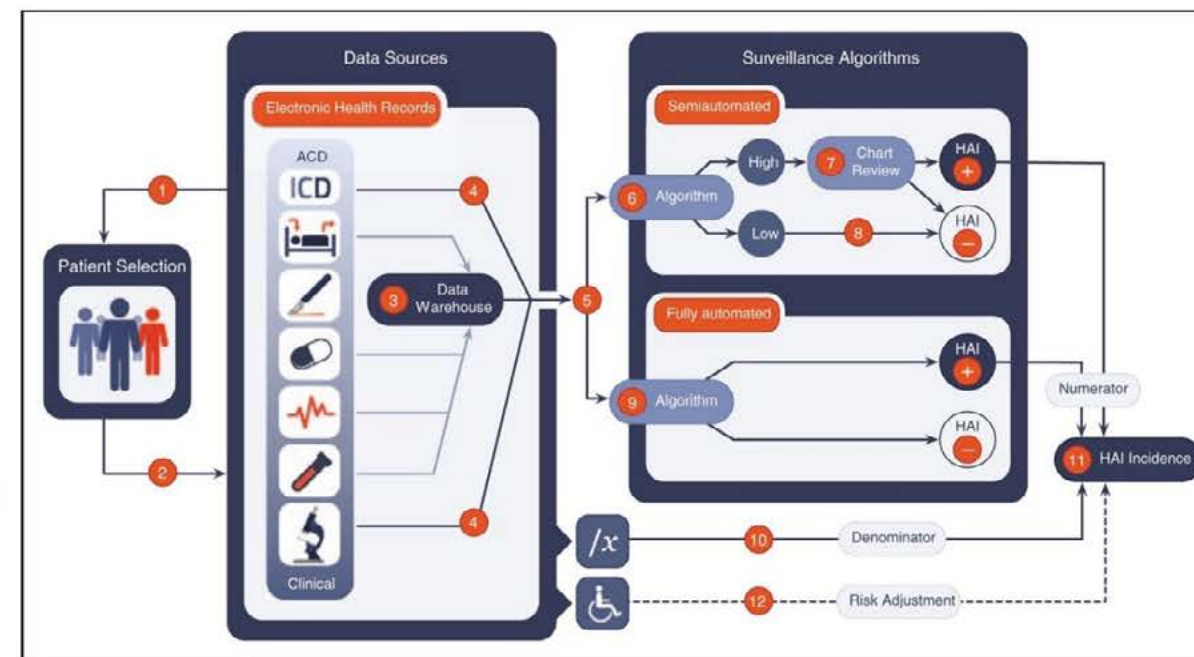 Data Sources
Electronic Health Records
ACD
ICD
Clinical
1
Patient Selection
2
3
Data
Warehouse
4
4
5
Surveillance Algorithms
Semiautomated
6
Algorithm
High
7
Chart
Review
HAI
+
Low
8
HAI
−
Fully automated
9
Algorithm
HAI
+
HAI
−
Numerator
11
HAI Incidence
/x
10
Denominator
12
Risk Adjustment